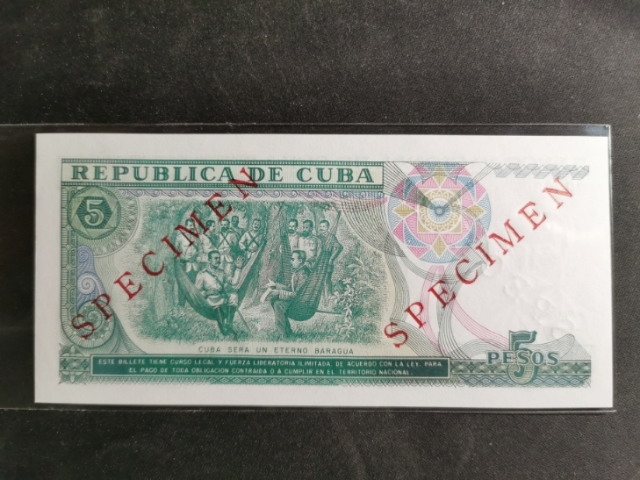 REPUBLICA DE CUBA
5
SPECIMEN
SPECIMEN
CUBA SERA UN ETERNO BARAGUA
5
PESOS
ESTE BILLETE TIENE CURSO LEGAL Y FUERZA LIBERATORIA ILIMITADA, DE ACUERDO CON LA LEY, PARA
EL PAGO DE TODA OBLIGACION CONTRAIDA O A CUMPLIR EN EL TERRITORIO NACIONAL.